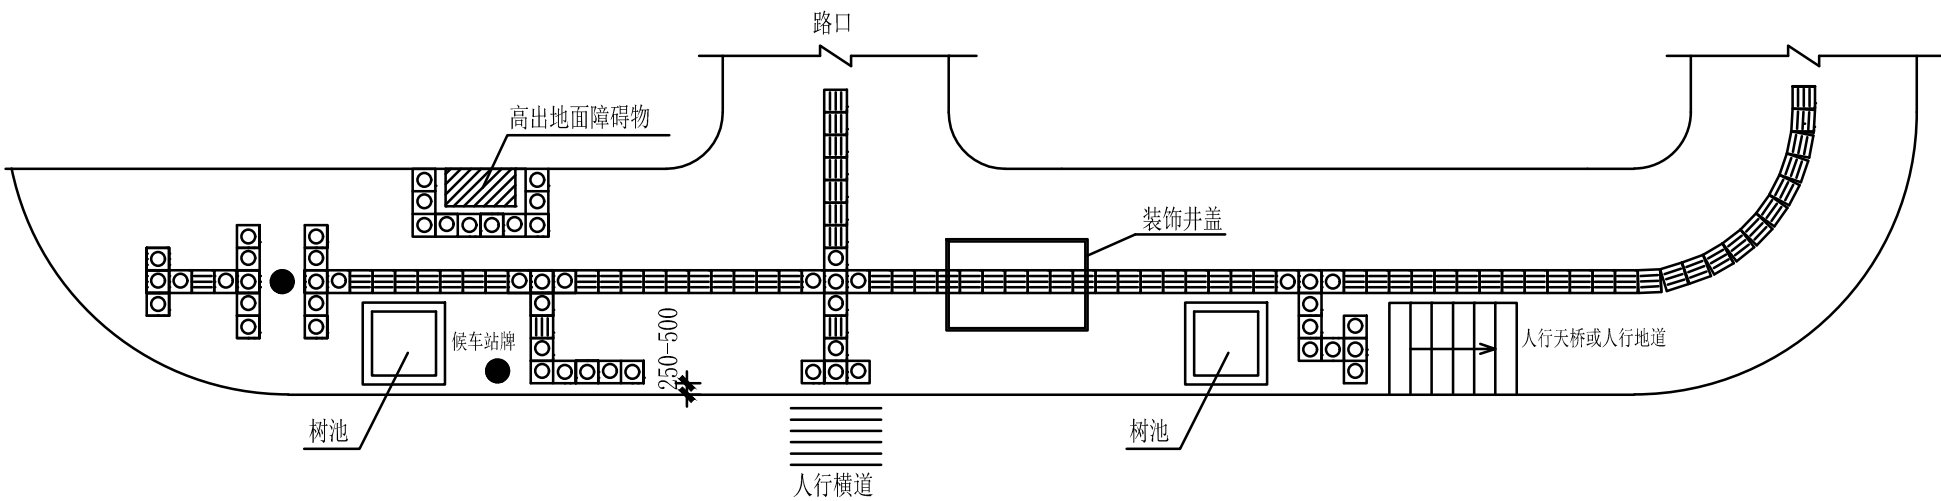 路口
高出地面障碍物
装饰井盖
候车站牌
250-500
人行天桥或人行地道
树池
树池
人行横道